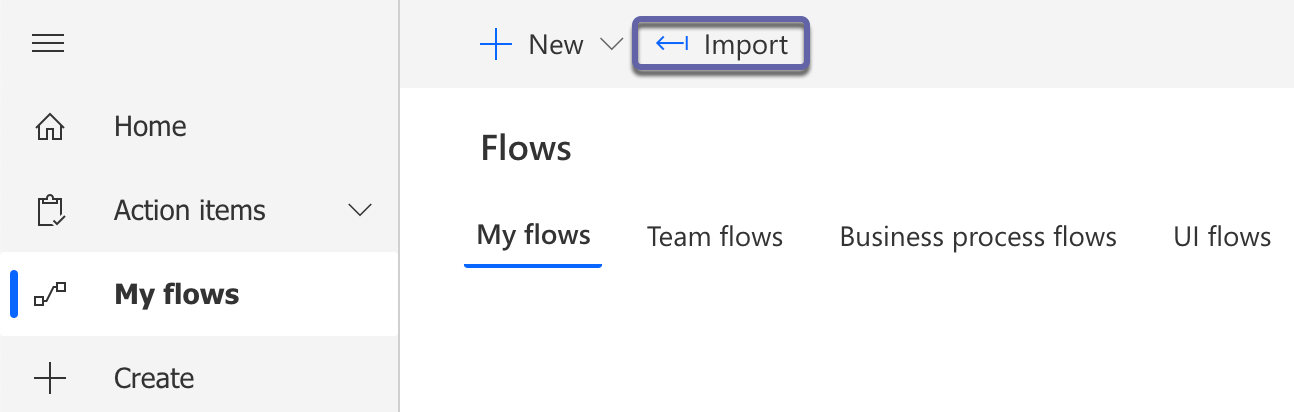 New
Import
Home
Action items
My flows
Create
Flows
My flows
Team flows
Business process flows
UI flows